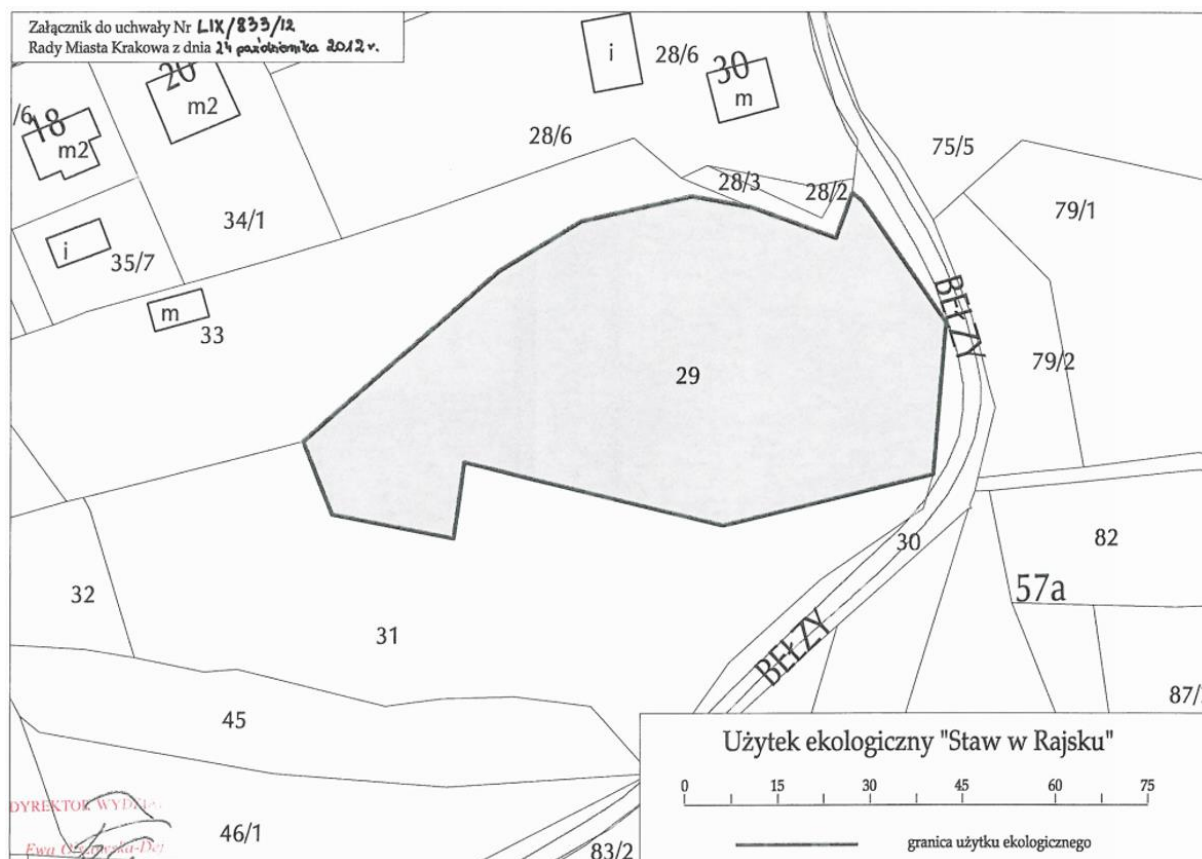 Załącznik do uchwały Nr LIX/833/12
Rady Miasta Krakowa z dnia 24 października 2012 r.
20
m2
/6
18
m2
i
28/6
30
m
28/6
75/5
28/3
28/2
79/1
34/1
i
35/7
m
33
BEŁZY
29
79/2
30
82
57a
32
31
BEŁZY
87/
45
Użytek ekologiczny "Staw w Rajsku"
0 15 30 45 60 75
DYREKTOR
46/1
Ewa
granica użytku ekologicznego
83/2